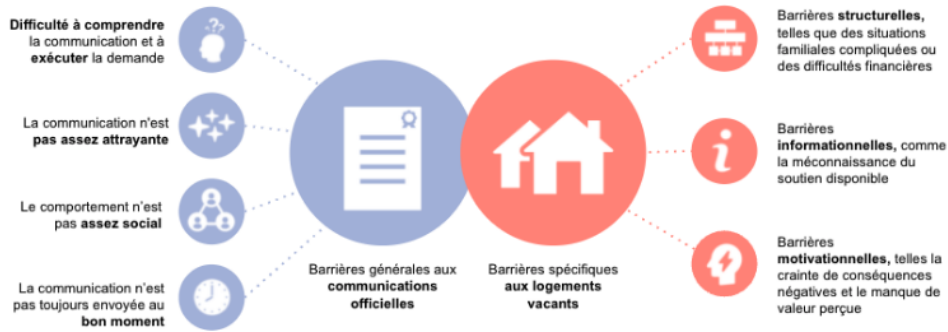 Difficulté à comprendre
la communication et à
exécuter la demande
La communication n'est
pas assez attrayante
Le comportement n'est
pas assez social
La communication n'est
pas toujours envoyée au
bon moment
Barrières générales aux
communications
officielles
Barrières spécifiques
aux logements
vacants
Barrières structurelles,
telles que des situations
familiales compliquées ou
des difficultés financières
Barrières
informationnelles, comme
la méconnaissance du
soutien disponible
Barrières
motivationnelles, telles la
crainte de conséquences
négatives et le manque de
valeur perçue